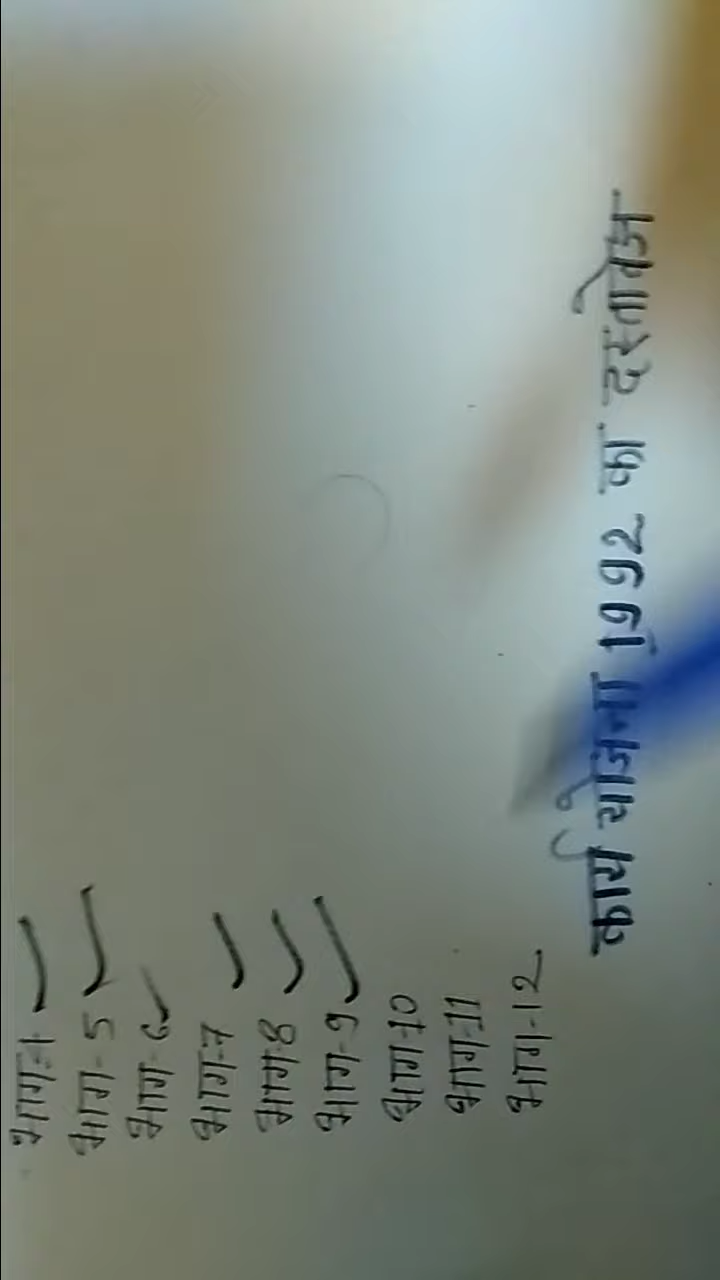 भाग-1
भाग-5
भाग-6
भाग-7
भाग-8
भाग-9
भाग-10
भाग-11
भाग-12
कार्य योजना 1992 का दस्तावेज